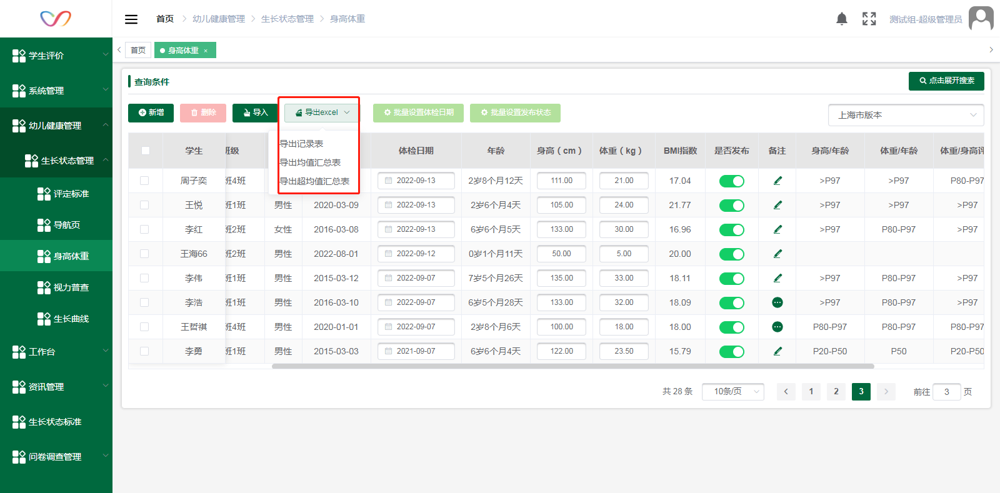 首页 > 幼儿健康管理 > 生长状态管理 > 身高体重
测试组-超级管理员
首页
身高体重 ×
学生评价
系统管理
幼儿健康管理
生长状态管理
评定标准
导航页
身高体重
视力普查
生长曲线
工作台
资讯管理
生长状态标准
问卷调查管理
查询条件
点击展开搜索
新增 删除 导入 导出excel 批量设置体检日期 批量设置发布状态
上海市版本
导出记录表
导出均值汇总表
导出超均值汇总表
学生 班级 体检日期 年龄 身高（cm） 体重（kg） BMI指数 是否发布 备注 身高/年龄 体重/年龄 体重/身高评
周子奕 班4班 2022-09-13 2岁8个月12天 111.00 21.00 17.04 >P97 >P97 P80-P97
王悦 班1班 男性 2020-03-09 2022-09-13 2岁6个月4天 105.00 24.00 21.77 >P97 >P97 >P97
李红 班2班 女性 2016-03-08 2022-09-13 6岁6个月5天 133.00 30.00 16.96 >P97 P80-P97 >P97
王海66 班2班 男性 2022-08-01 2022-09-12 0岁1个月11天 50.00 5.00 20.00
李伟 班1班 男性 2015-03-12 2022-09-07 7岁5个月26天 135.00 33.00 18.11 >P97 P80-P97 >P97
李浩 班1班 男性 2016-03-10 2022-09-07 6岁5个月28天 133.00 32.00 18.09 >P97 P80-P97 >P97
王哲祺 班4班 男性 2020-01-01 2022-09-07 2岁8个月6天 100.00 18.00 18.00 P80-P97 P80-P97 P80-P97
李勇 班1班 男性 2015-03-03 2021-09-07 6岁6个月4天 122.00 23.50 15.79 P20-P50 P50 P20-P50
共 28 条 10条/页 < 1 2 3 > 前往 3 页